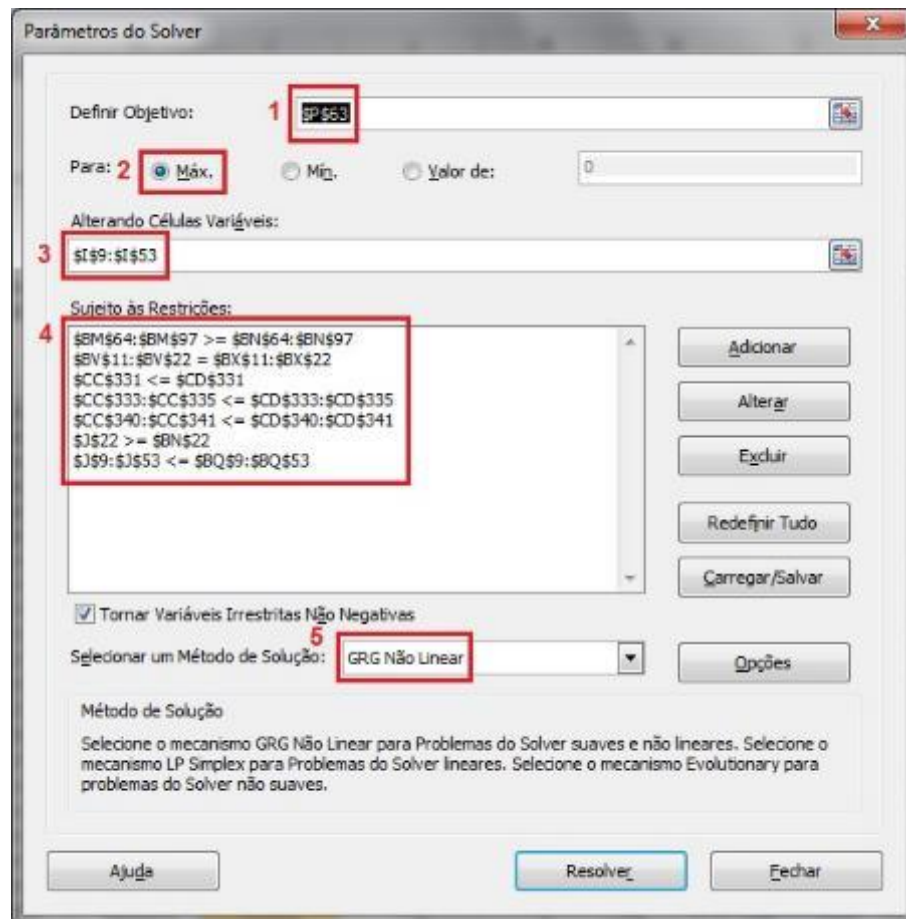 Parâmetros do Solver
Definir Objetivo: 1 $P$63
Para: 2 Máx. Mín. Valor de: 0
Alterando Células Variáveis:
3 $I$9:$I$53
Sujeito às Restrições:
4 $BM$64:$BM$97 >= $BN$64:$BN$97
$BV$11:$BV$22 = $BX$11:$BX$22
$CC$331 <= $CD$331
$CC$333:$CC$335 <= $CD$333:$CD$335
$CC$340:$CC$341 <= $CD$340:$CD$341
$J$22 >= $BN$22
$J$9:$J$53 <= $BQ$9:$BQ$53
Adicionar
Alterar
Excluir
Redefinir Tudo
Carregar/Salvar
Tornar Variáveis Irrestritas Não Negativas
5
Selecionar um Método de Solução: GRG Não Linear Opções
Método de Solução
Selecione o mecanismo GRG Não Linear para Problemas do Solver suaves e não lineares. Selecione o
mecanismo LP Simplex para Problemas do Solver lineares. Selecione o mecanismo Evolutionary para
problemas do Solver não suaves.
Ajuda Resolver Fechar